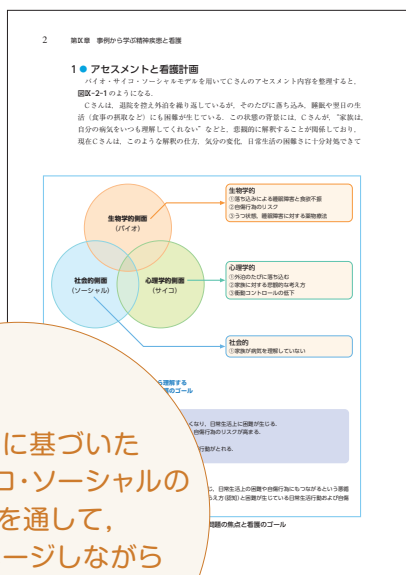 2 第Ⅸ章 事例から学ぶ精神疾患と看護
1 ● アセスメントと看護計画
バイオ・サイコ・ソーシャルモデルを用いてCさんのアセスメント内容を整理すると,
図Ⅸ-2-1のようになる.
Cさんは,退院を控え外泊を繰り返しているが,そのたびに落ち込み,睡眠や翌日の生
活(食事の摂取など)にも困難が生じている.この状態の背景には,Cさんが,“家族は,
自分の病気をいつも理解してくれない”などと,悲観的に解釈することが関係しており,
現在Cさんは,このような解釈の仕方,気分の変化,日常生活の困難さに十分対処できて
生物学的側面
(バイオ)
社会的側面
(ソーシャル)
心理学的側面
(サイコ)
生物学的
①落ち込みによる睡眠障害と食欲不振
②自傷行為のリスク
③うつ状態,睡眠障害に対する薬物療法
心理学的
①外泊のたびに落ち込む
②家族に対する悲観的な考え方
③衝動コントロールの低下
社会的
①家族が病気を理解していない
ら理解する
のゴール
くなり,日常生活上に困難が生じる.
自傷行為のリスクが高まる.
行動がとれる.
じ,日常生活上の困難や自傷行為にもつながるという悪循
らえ方(認知)と困難が生じている日常生活行動および自傷
問題の焦点と看護のゴール
に基づいた
コ・ソーシャルの
を通して,
ージしながら